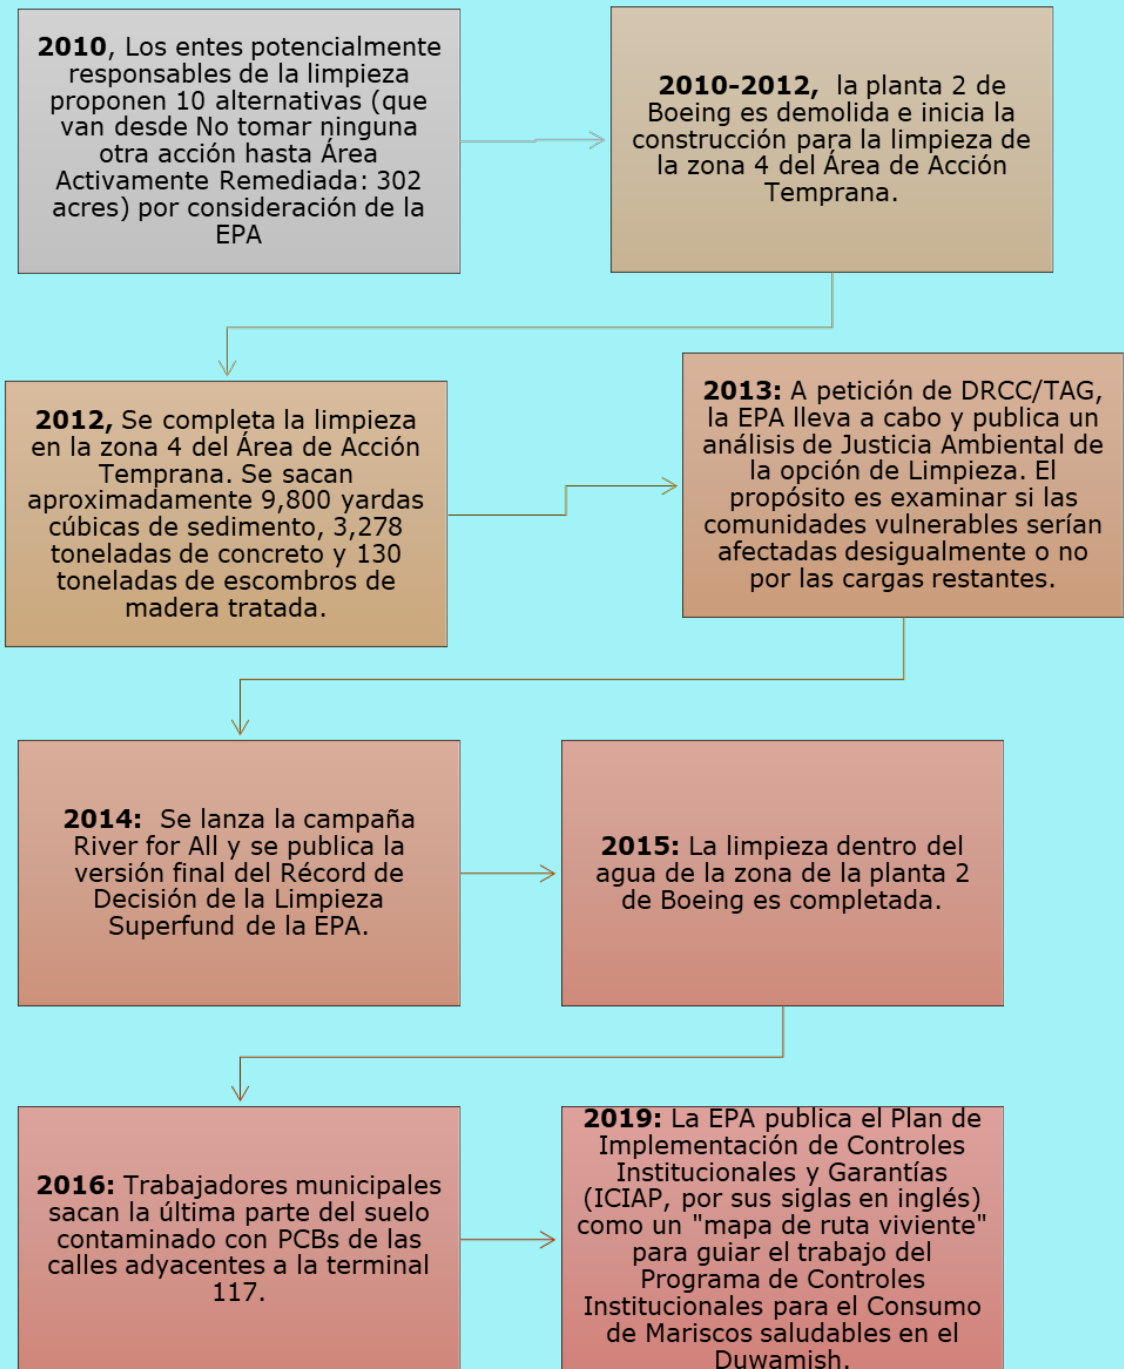 2010, Los entes potencialmente
responsables de la limpieza
proponen 10 alternativas (que
van desde No tomar ninguna
otra acción hasta Área
Activamente Remediada: 302
acres) por consideración de la
EPA
2010-2012, la planta 2 de
Boeing es demolida e inicia la
construcción para la limpieza de
la zona 4 del Área de Acción
Temprana.
2012, Se completa la limpieza
en la zona 4 del Área de Acción
Temprana. Se sacan
aproximadamente 9,800 yardas
cúbicas de sedimento, 3,278
toneladas de concreto y 130
toneladas de escombros de
madera tratada.
2013: A petición de DRCC/TAG,
la EPA lleva a cabo y publica un
análisis de Justicia Ambiental de
la opción de Limpieza. El
propósito es examinar si las
comunidades vulnerables serían
afectadas desigualmente o no
por las cargas restantes.
2014: Se lanza la campaña
River for All y se publica la
versión final del Récord de
Decisión de la Limpieza
Superfund de la EPA.
2015: La limpieza dentro del
agua de la zona de la planta 2
de Boeing es completada.
2016: Trabajadores municipales
sacan la última parte del suelo
contaminado con PCBs de las
calles adyacentes a la terminal
117.
2019: La EPA publica el Plan de
Implementación de Controles
Institucionales y Garantías
(ICIAP, por sus siglas en inglés)
como un "mapa de ruta viviente"
para guiar el trabajo del
Programa de Controles
Institucionales para el Consumo
de Mariscos saludables en el
Duwamish.